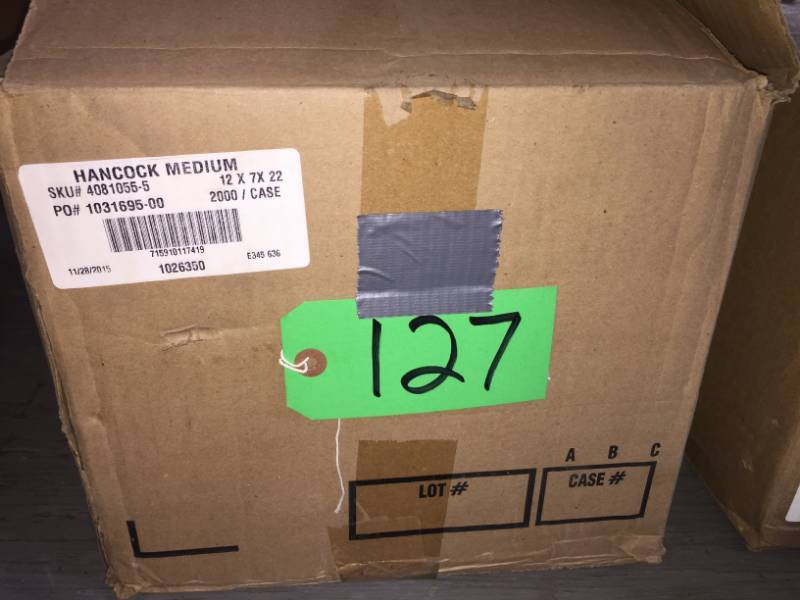 HANCOCK MEDIUM
SKU# 4081055-5 12 X 7X 22
PO# 1031695-00 2000 / CASE
715910117419
11/28/2015 1026350 E345 636
127
A B C
LOT # CASE #